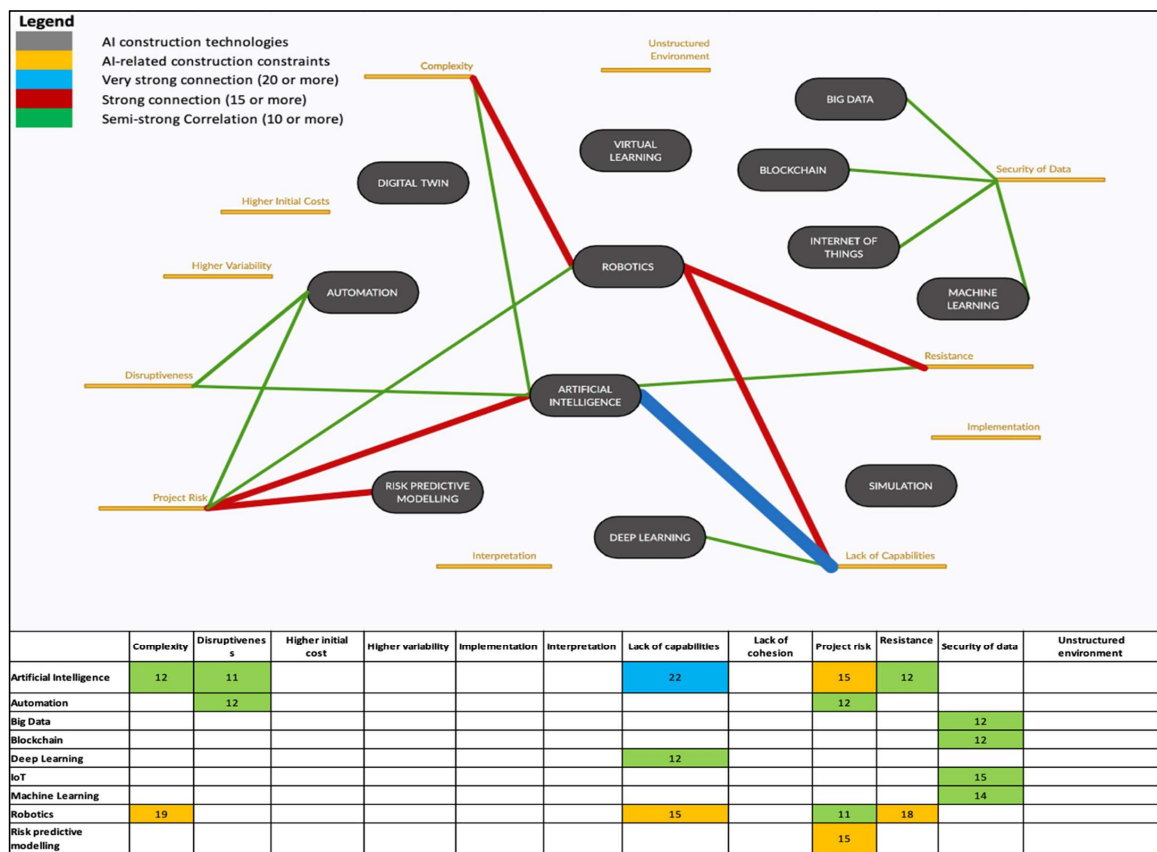 Legend
AI construction technologies
AI-related construction constraints
Very strong connection (20 or more)
Strong connection (15 or more)
Semi-strong Correlation (10 or more)
Unstructured
Environment
Complexity
BIG DATA
VIRTUAL
LEARNING
BLOCKCHAIN
Security of Data
DIGITAL TWIN
Higher Initial Costs
INTERNET OF
THINGS
ROBOTICS
Higher Variability
AUTOMATION
MACHINE
LEARNING
Resistance
Disruptiveness
ARTIFICIAL
INTELLIGENCE
Implementation
SIMULATION
RISK PREDICTIVE
MODELLING
Project Risk
DEEP LEARNING
Interpretation
Lack of Capabilities
Complexity Disruptivenes Higher initial Higher variability Implementation Interpretation Lack of capabilities Lack of Project risk Resistance Security of data Unstructured
s cost cohesion environment
Artificial Intelligence 12 11 22 15 12
Automation 12 12
Big Data 12
Blockchain 12
Deep Learning 12
IoT 15
Machine Learning 14
Robotics 19 15 11 18
Risk predictive
modelling 15